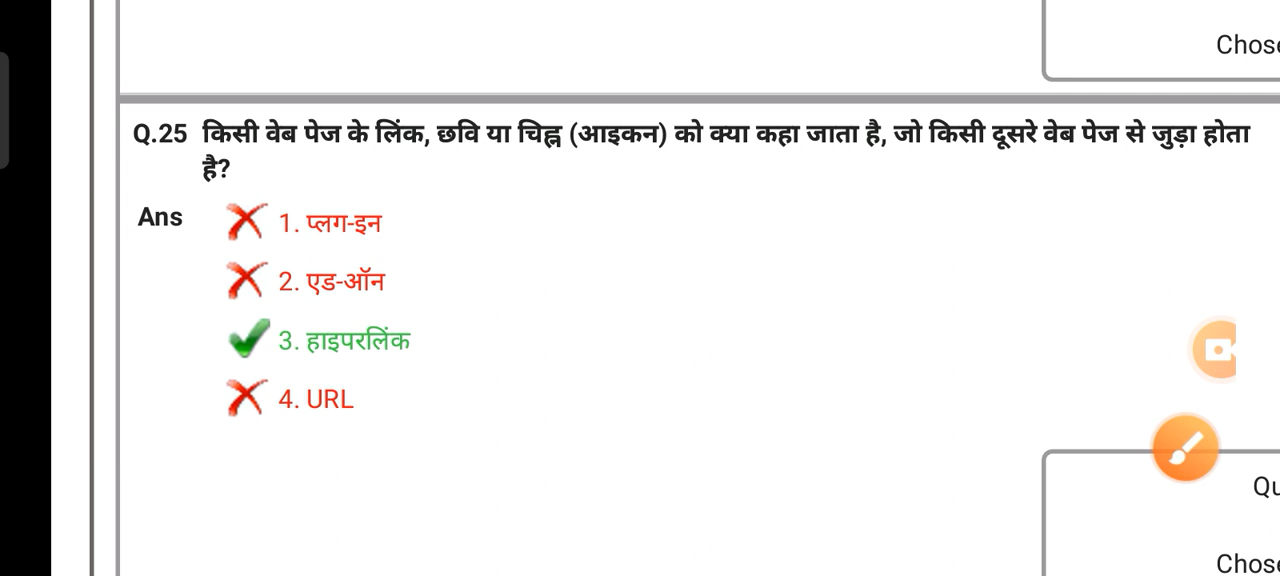 Chos
Q.25 किसी वेब पेज के लिंक, छवि या चिह्न (आइकन) को क्या कहा जाता है, जो किसी दूसरे वेब पेज से जुड़ा होता
है?
Ans
1. प्लग-इन
2. एड-ऑन
3. हाइपरलिंक
4. URL
Qu
Chos